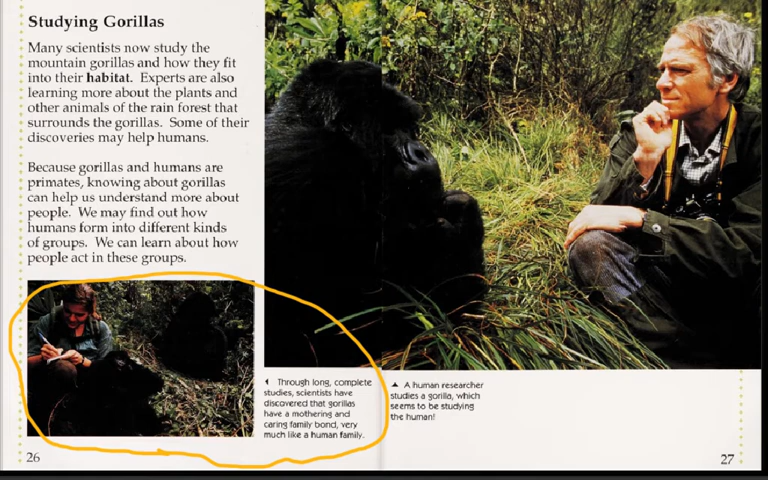 Studying Gorillas
Many scientists now study the
mountain gorillas and how they fit
into their habitat. Experts are also
learning more about the plants and
other animals of the rain forest that
surrounds the gorillas. Some of their
discoveries may help humans.
Because gorillas and humans are
primates, knowing about gorillas
can help us understand more about
people. We may find out how
humans form into different kinds
of groups. We can learn about how
people act in these groups.
Through long, complete
studies, scientists have
discovered that gorillas
have a mothering and
caring family bond, very
much like a human family.
26
A human researcher
studies a gorilla, which
seems to be studying
the human!
27